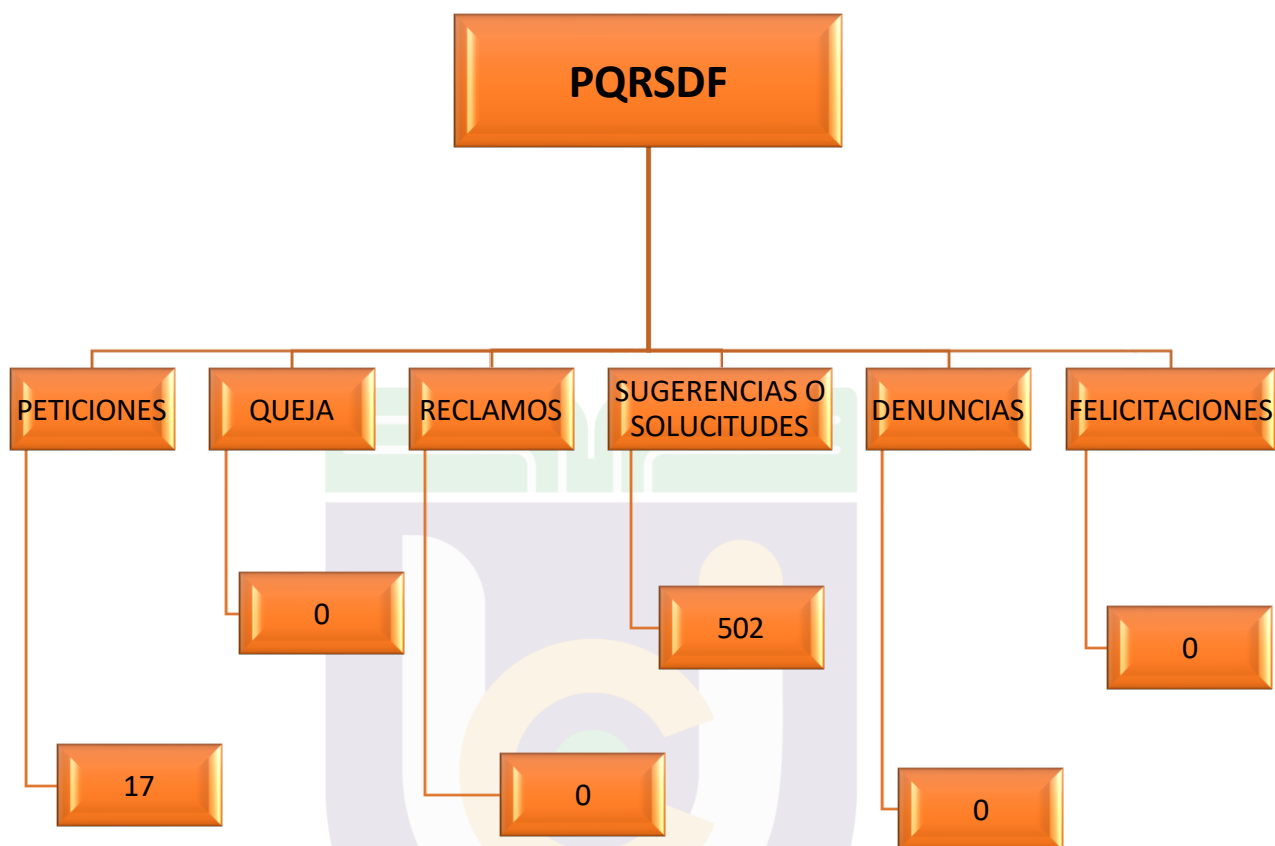 PQRSDF
PETICIONES
QUEJA
RECLAMOS
SUGERENCIAS O
SOLUCITUDES
DENUNCIAS
FELICITACIONES
0
502
0
17
0
0